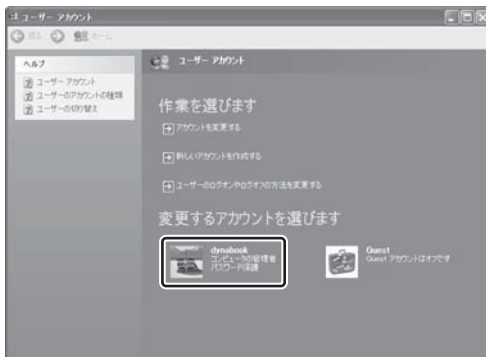 ユーザー アカウント
戻る
ホーム
ヘルプ
ユーザー アカウント
ユーザーのアカウントの種類
ユーザーの切り替え
ユーザー アカウント
作業を選びます
アカウントを変更する
新しいアカウントを作成する
ユーザーのログオンやログオフの方法を変更する
変更するアカウントを選びます
dynabook
コンピュータの管理者
パスワード保護
Guest
Guest アカウントはオフです